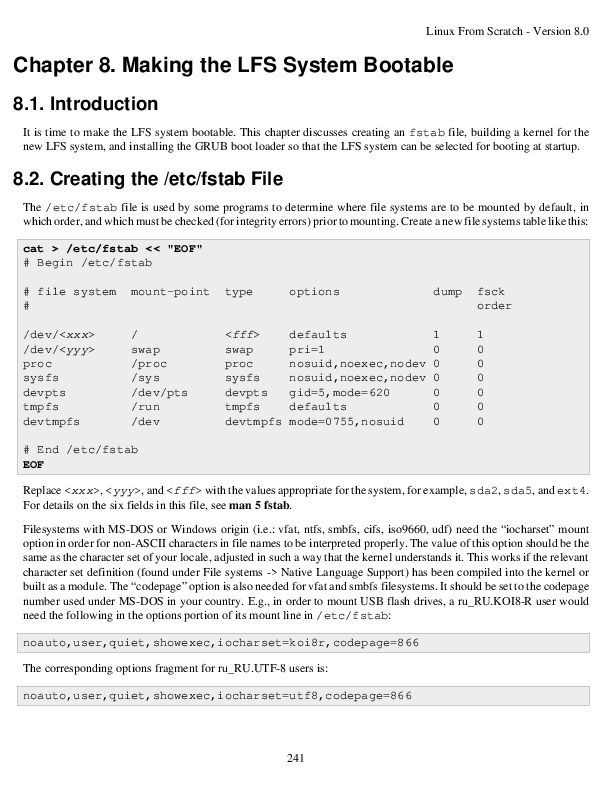 Linux From Scratch - Version 8.0
Chapter 8. Making the LFS System Bootable
8.1. Introduction
It is time to make the LFS system bootable. This chapter discusses creating an fstab file, building a kernel for the
new LFS system, and installing the GRUB boot loader so that the LFS system can be selected for booting at startup.
8.2. Creating the /etc/fstab File
The /etc/fstab file is used by some programs to determine where file systems are to be mounted by default, in
which order, and which must be checked (for integrity errors) prior to mounting. Create a new file systems table like this:
cat > /etc/fstab << "EOF"
# Begin /etc/fstab
# file system  mount-point  type     options             dump  fsck
#                                                              order
/dev/<xxx>     /            <fff>    defaults            1     1
/dev/<yyy>     swap         swap     pri=1               0     0
proc           /proc        proc     nosuid,noexec,nodev 0     0
sysfs          /sys         sysfs    nosuid,noexec,nodev 0     0
devpts         /dev/pts     devpts   gid=5,mode=620      0     0
tmpfs          /run         tmpfs    defaults            0     0
devtmpfs       /dev         devtmpfs mode=0755,nosuid    0     0
# End /etc/fstab
EOF
Replace <xxx>, <yyy>, and <fff> with the values appropriate for the system, for example, sda2, sda5, and ext4.
For details on the six fields in this file, see man 5 fstab.
Filesystems with MS-DOS or Windows origin (i.e.: vfat, ntfs, smbfs, cifs, iso9660, udf) need the “iocharset” mount
option in order for non-ASCII characters in file names to be interpreted properly. The value of this option should be the
same as the character set of your locale, adjusted in such a way that the kernel understands it. This works if the relevant
character set definition (found under File systems -> Native Language Support) has been compiled into the kernel or
built as a module. The “codepage” option is also needed for vfat and smbfs filesystems. It should be set to the codepage
number used under MS-DOS in your country. E.g., in order to mount USB flash drives, a ru_RU.KOI8-R user would
need the following in the options portion of its mount line in /etc/fstab:
noauto,user,quiet,showexec,iocharset=koi8r,codepage=866
The corresponding options fragment for ru_RU.UTF-8 users is:
noauto,user,quiet,showexec,iocharset=utf8,codepage=866
241